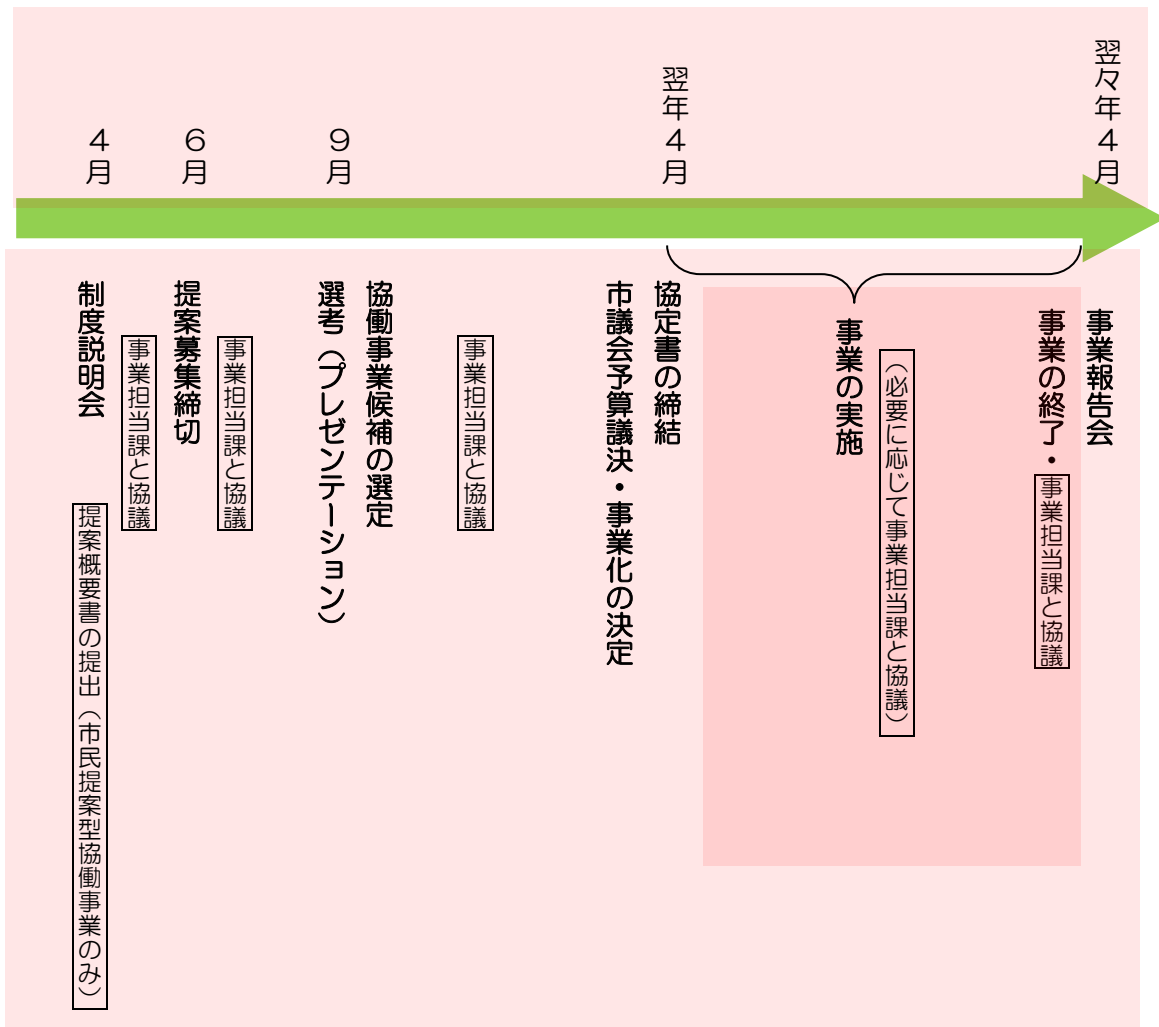 ４月
６月
９月
翌年４月
翌々年４月
制度説明会
提案概要書の提出（市民提案型協働事業のみ）
事業担当課と協議
提案募集締切
事業担当課と協議
選考（プレゼンテーション）
協働事業候補の選定
事業担当課と協議
市議会予算議決・事業化の決定
協定書の締結
事業の実施
（必要に応じて事業担当課と協議）
事業の終了・事業担当課と協議
事業報告会